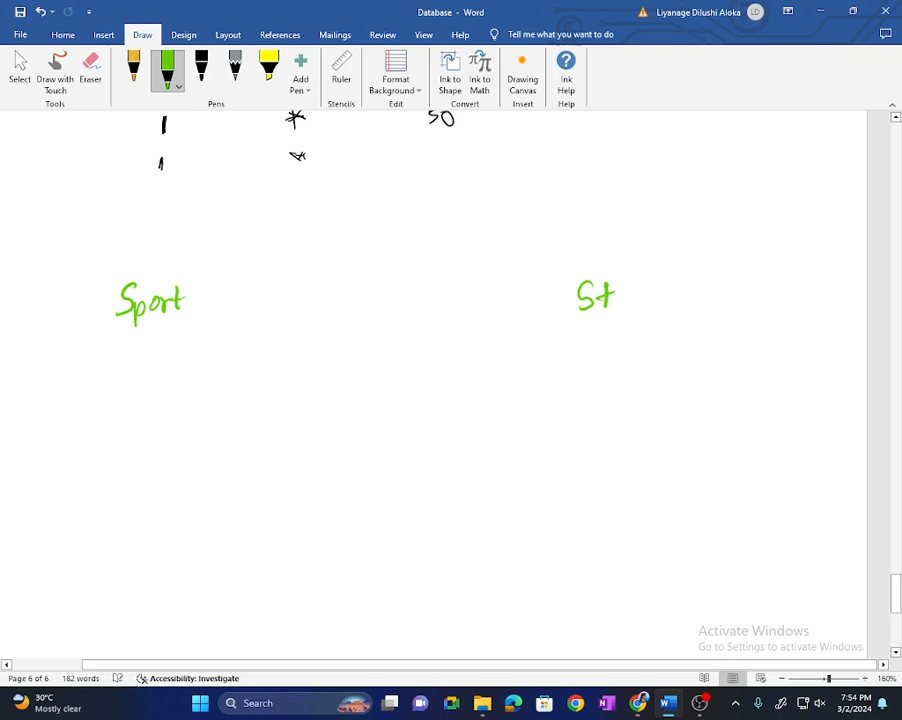 Database - Word
Liyanage Dilushi Aloka
LD
File Home Insert Draw Design Layout References Mailings Review View Help Tell me what you want to do
Select
Draw with Touch
Eraser
Add Pen
Ruler
Format Background
Ink to Shape
Ink to Math
Drawing Canvas
Ink Help
Tools Pens Stencils Edit Convert Insert Help
1 * 50
1 *
Sport St
Activate Windows
Go to Settings to activate Windows.
Page 6 of 6 182 words Accessibility: Investigate 160%
30°C
Mostly clear
Search
7:54 PM
3/2/2024